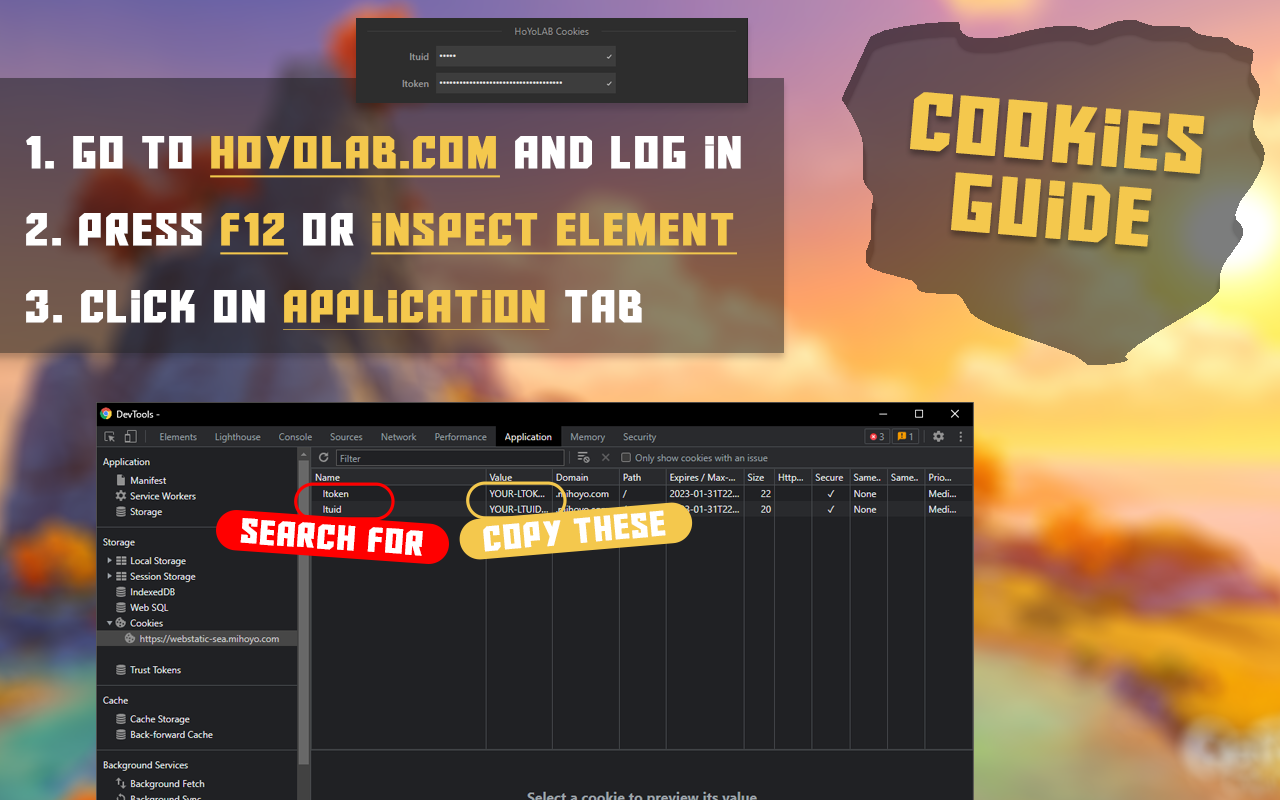 HoYoLAB Cookies
ltuid •••••
ltoken •••••••••••••••••••••••••••••••••••••
COOKiES
GUiDE
1. GO TO HOYOLAB.COM AND LOG iN
2. PRESS F12 OR iNSPECT ELEMENT
3. CLiCK ON APPLiCATiON TAB
DevTools -
Elements Lighthouse Console Sources Network Performance Application Memory Security 3 1
Application
Manifest
Service Workers
Storage
Storage
Local Storage
Session Storage
IndexedDB
Web SQL
Cookies
https://webstatic-sea.mihoyo.com
Trust Tokens
Cache
Cache Storage
Back-forward Cache
Background Services
Background Fetch
Background Sync
Filter Only show cookies with an issue
Name Value Domain Path Expires / Max-... Size Http... Secure Same.. Same.. Prio...
ltoken YOUR-LTOK... .mihoyo.com / 2023-01-31T22... 22 ✓ None Medi...
ltuid YOUR-LTUID... 20 ✓ None Medi...
SEARCH FOR
COPY THESE
Select a cookie to preview its value